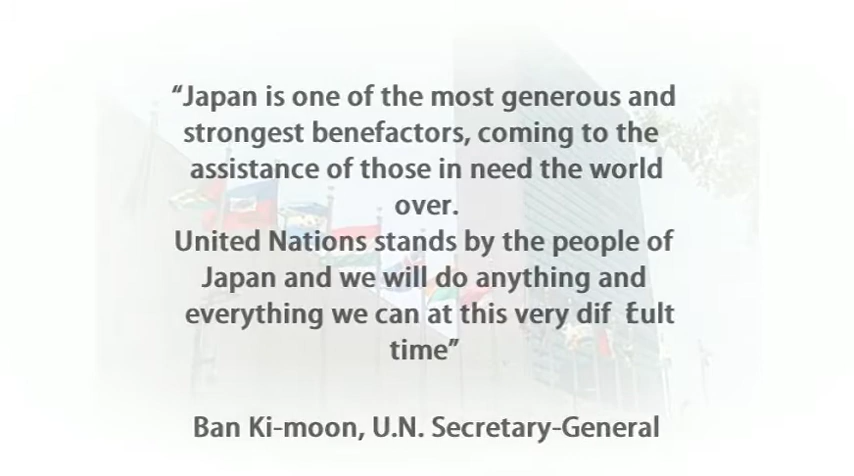 “Japan is one of the most generous and
strongest benefactors, coming to the
assistance of those in need the world
over.
United Nations stands by the people of
Japan and we will do anything and
everything we can at this very dif £ult
time”
Ban Ki-moon, U.N. Secretary-General